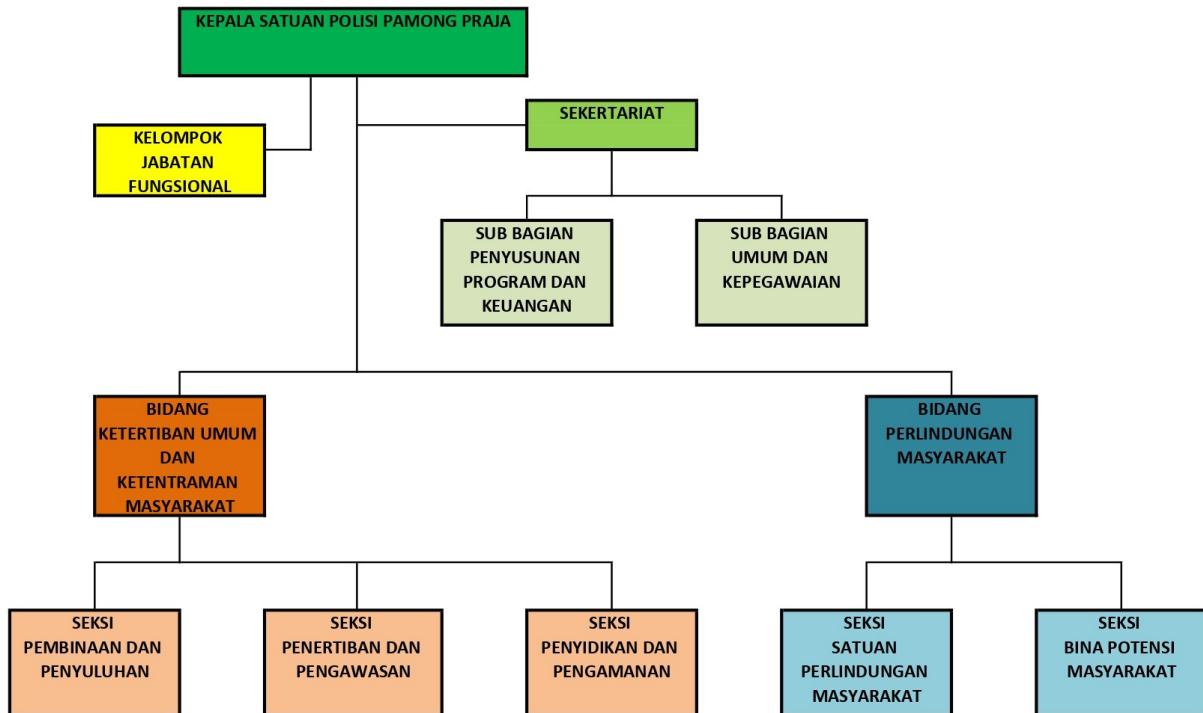 KEPALA SATUAN POLISI PAMONG PRAJA
SEKERTARIAT
KELOMPOK
JABATAN
FUNGSIONAL
SUB BAGIAN
PENYUSUNAN
PROGRAM DAN
KEUANGAN
SUB BAGIAN
UMUM DAN
KEPEGAWAIAN
BIDANG
KETERTIBAN UMUM
DAN
KETENTRAMAN
MASYARAKAT
BIDANG
PERLINDUNGAN
MASYARAKAT
SEKSI
PEMBINAAN DAN
PENYULUHAN
SEKSI
PENERTIBAN DAN
PENGAWASAN
SEKSI
PENYIDIKAN DAN
PENGAMANAN
SEKSI
SATUAN
PERLINDUNGAN
MASYARAKAT
SEKSI
BINA POTENSI
MASYARAKAT